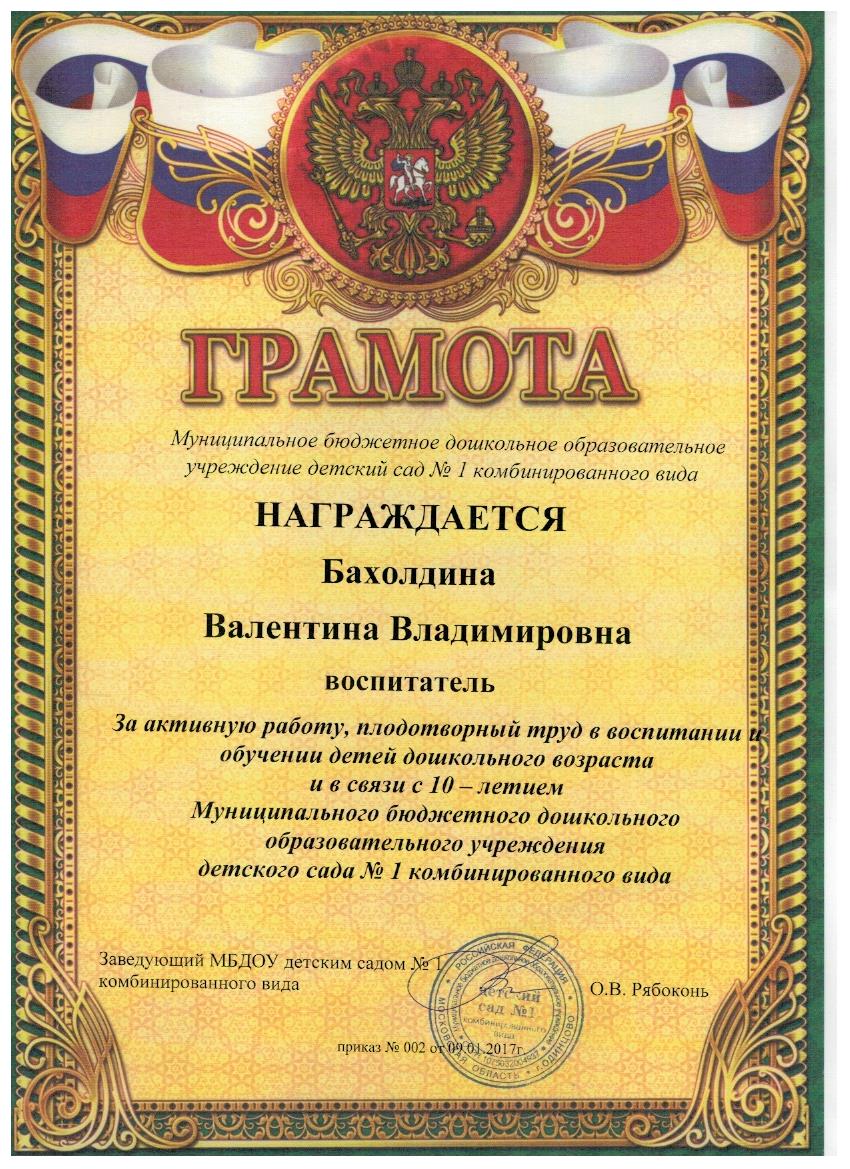 ГРАМОТА
Муниципальное бюджетное дошкольное образовательное
учреждение детский сад № 1 комбинированного вида
НАГРАЖДАЕТСЯ
Бахолдина
Валентина Владимировна
воспитатель
За активную работу, плодотворный труд в воспитании и
обучении детей дошкольного возраста
и в связи с 10 – летием
Муниципального бюджетного дошкольного
образовательного учреждения
детского сада № 1 комбинированного вида
Заведующий МБДОУ детским садом № 1
комбинированного вида
О.В. Рябоконь
РОССИЙСКАЯ ФЕДЕРАЦИЯ
МОСКОВСКАЯ ОБЛАСТЬ * г.ОДИНЦОВО
детский
сад №1
комбинированного
вида
приказ № 002 от 09.01.2017г.